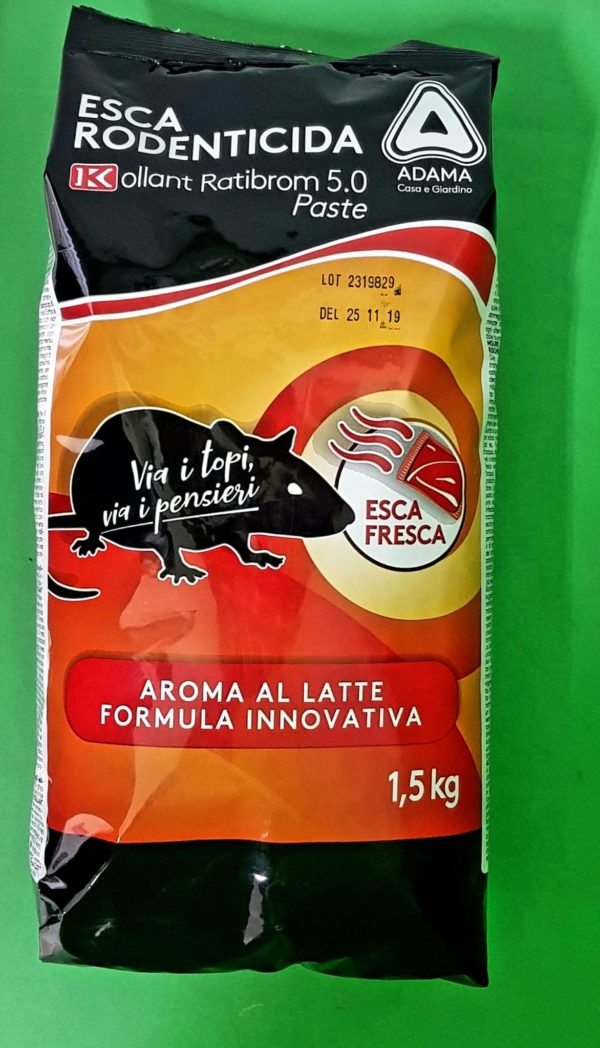 ESCA
RODENTICIDA
Kollant Ratibrom 5.0
Paste
ADAMA
Casa e Giardino
LOT 2319829
DEL 25 11 19
Via i topi,
via i pensieri
ESCA
FRESCA
AROMA AL LATTE
FORMULA INNOVATIVA
1,5 kg